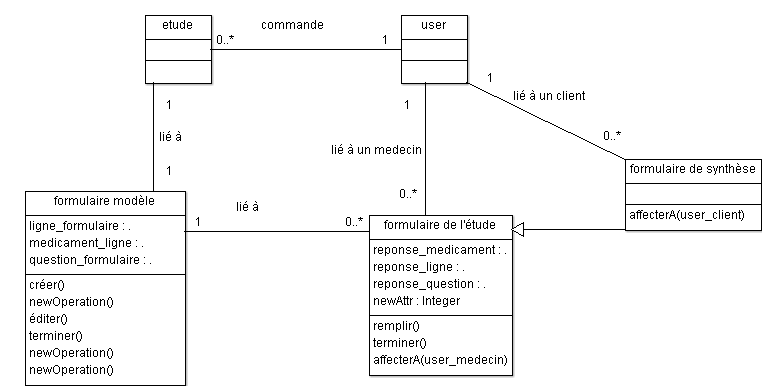 etude
commande
user
0..*
1
1
1
1
lié à un client
lié à
lié à un medecin
0..*
1
0..*
formulaire de synthèse
affecterA(user_client)
formulaire modèle
ligne_formulaire : .
medicament_ligne : .
question_formulaire : .
créer()
newOperation()
éditer()
terminer()
newOperation()
newOperation()
lié à
1
0..*
formulaire de l'étude
reponse_medicament : .
reponse_ligne : .
reponse_question : .
newAttr : Integer
remplir()
terminer()
affecterA(user_medecin)